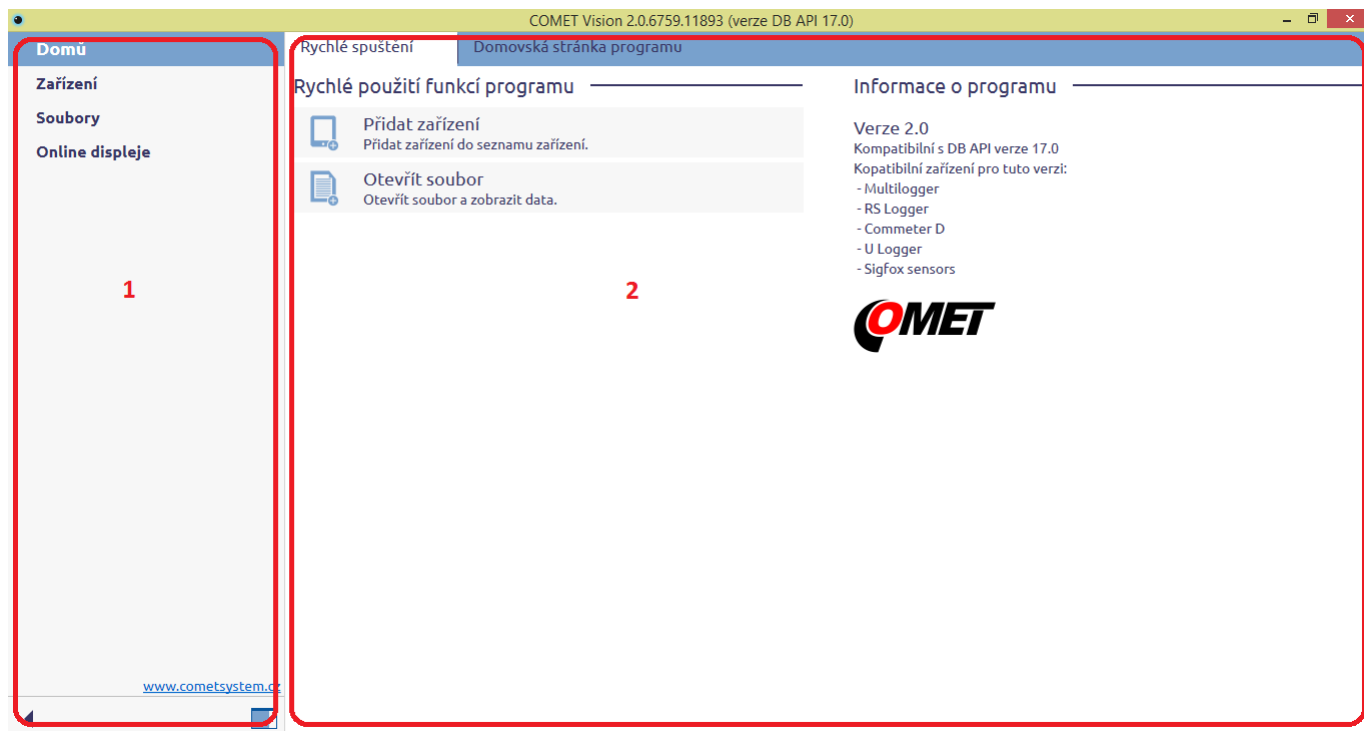 COMET Vision 2.0.6759.11893 (verze DB API 17.0)
Domů
Zařízení
Soubory
Online displeje
1
www.cometsystem.cz
Rychlé spuštění
Domovská stránka programu
Rychlé použití funkcí programu
Přidat zařízení
Přidat zařízení do seznamu zařízení.
Otevřít soubor
Otevřít soubor a zobrazit data.
2
Informace o programu
Verze 2.0
Kompatibilní s DB API verze 17.0
Kopatibilní zařízení pro tuto verzi:
- Multilogger
- RS Logger
- Commeter D
- U Logger
- Sigfox sensors
COMET